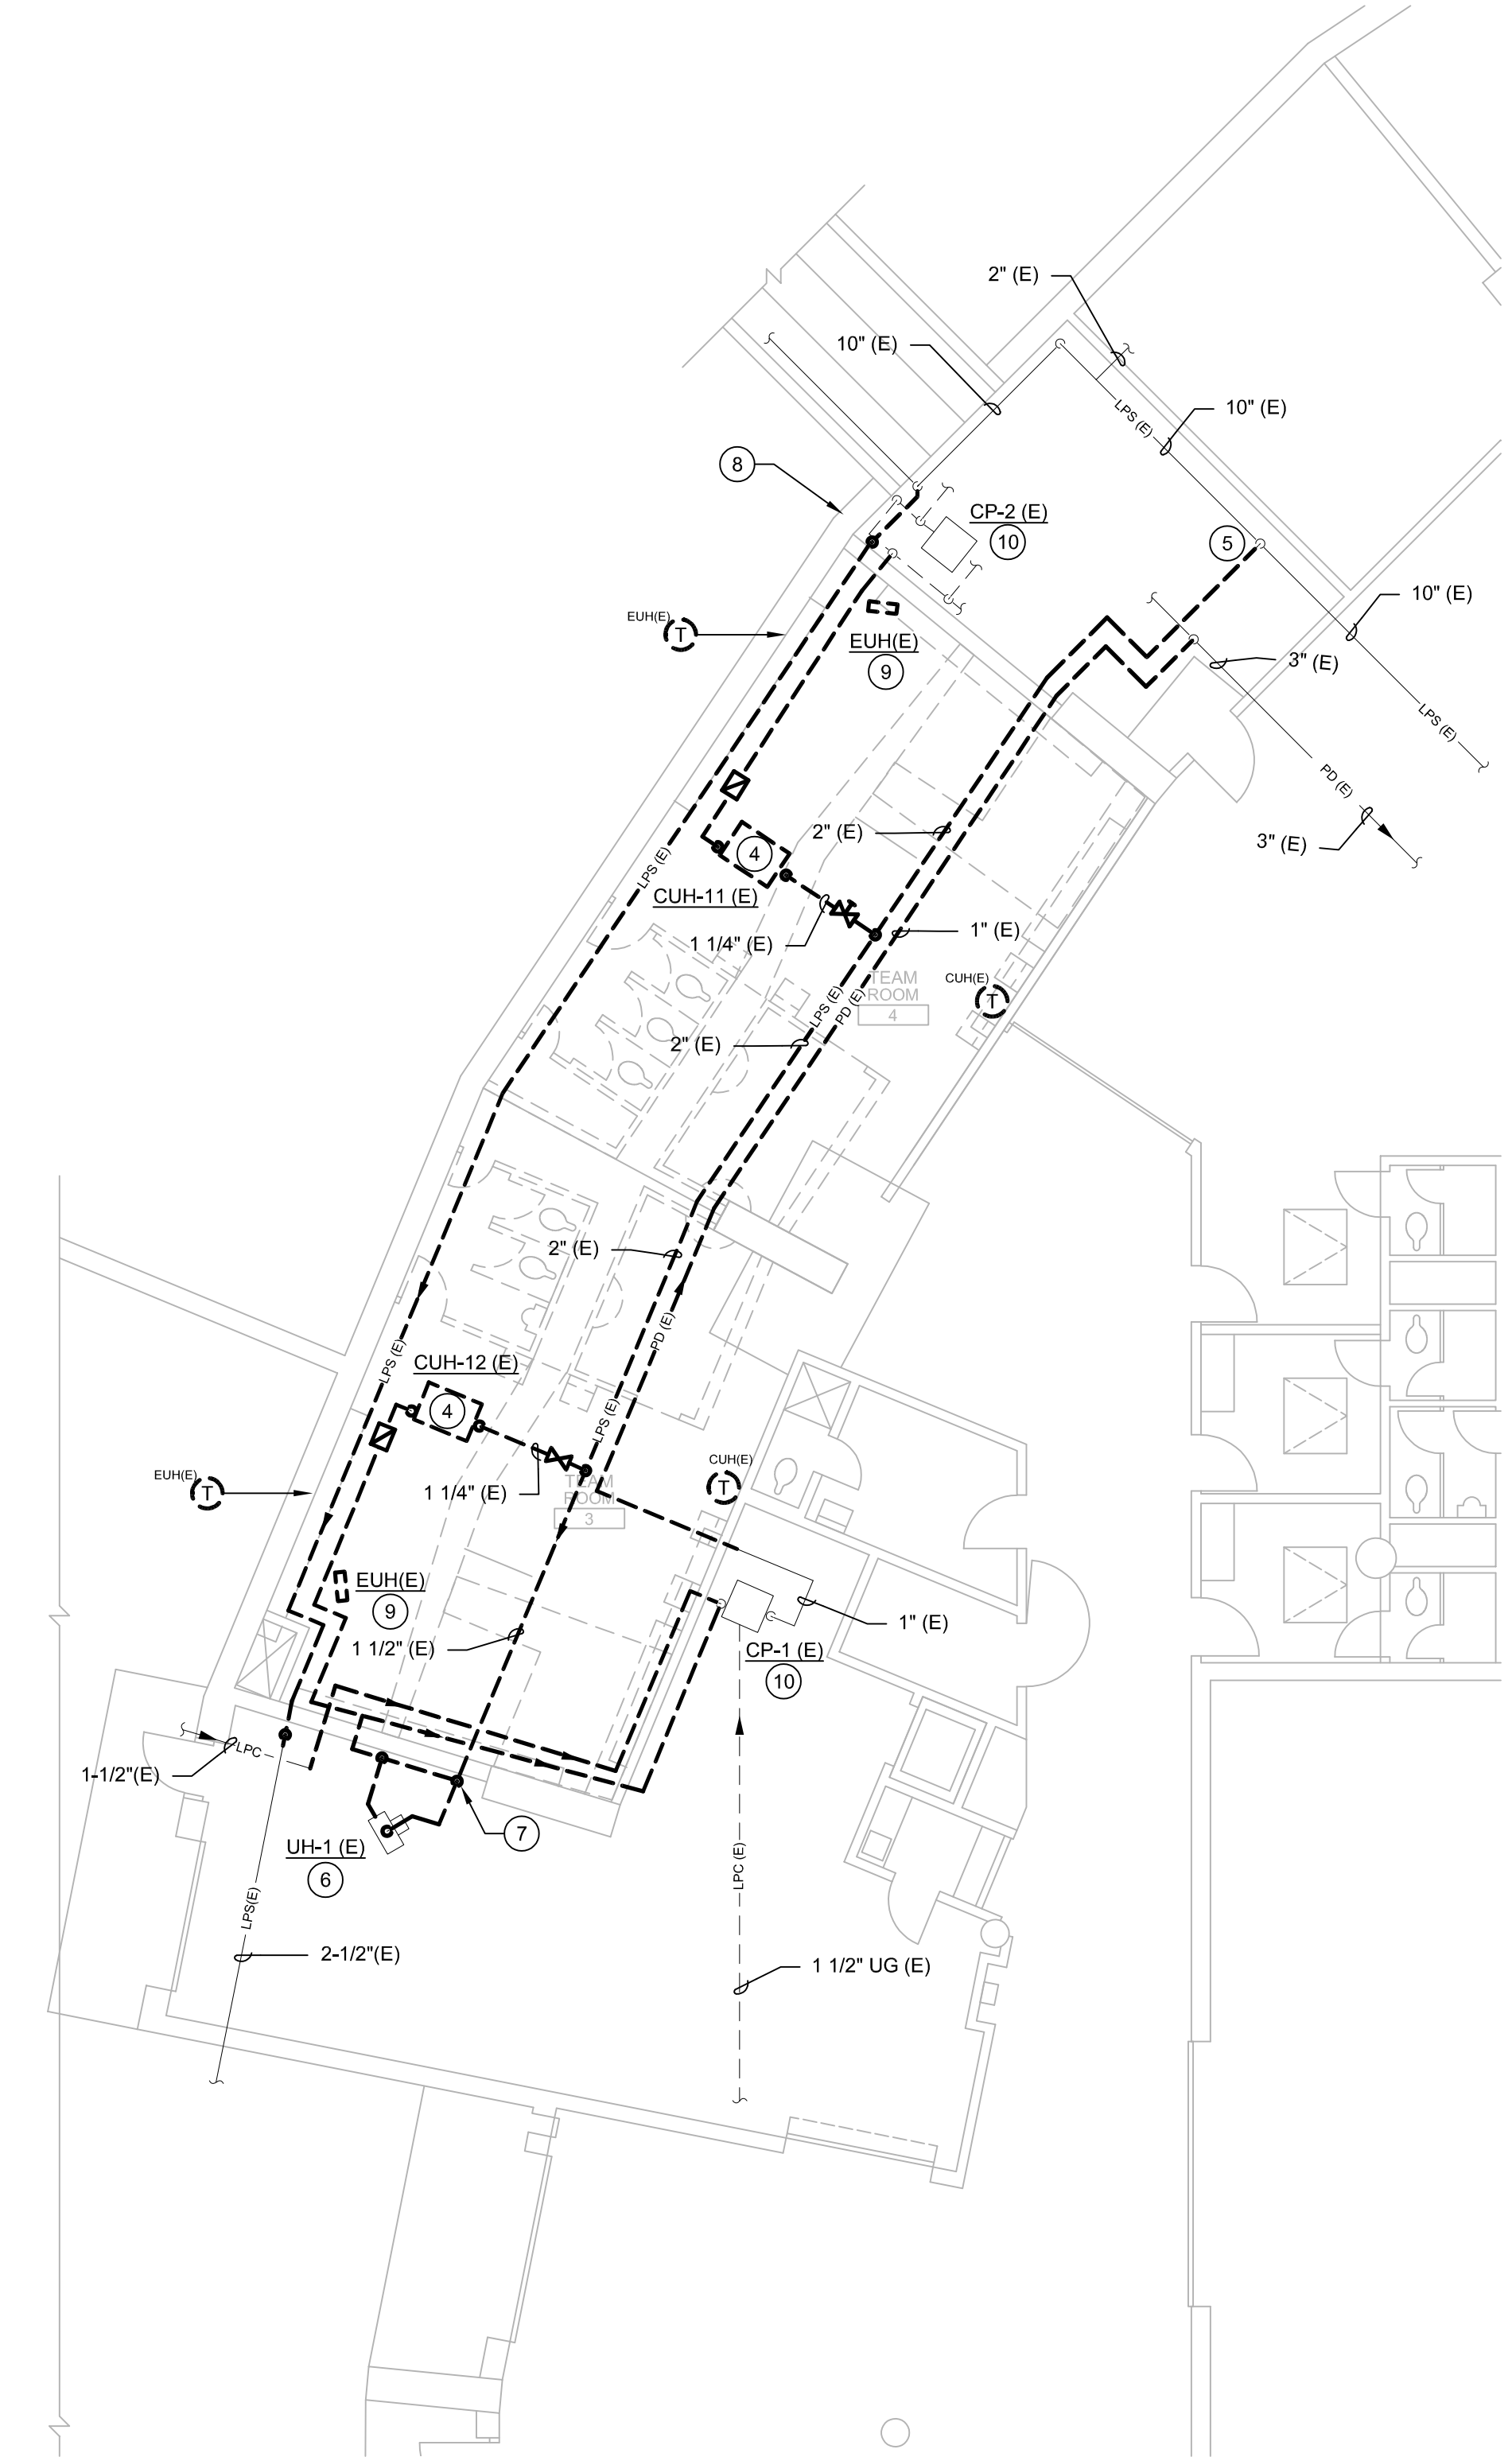 2" (E)
10" (E)
LPS (E)
10" (E)
8
CP-2 (E)
10
5
10" (E)
EUH(E)
T
EUH(E)
9
3" (E)
LPS (E)
PD (E)
2" (E)
3" (E)
4
LPS (E)
CUH-11 (E)
1 1/4" (E)
1" (E)
TEAM
ROOM
4
CUH(E)
T
LPS (E)
PD (E)
2" (E)
2" (E)
PD (E)
LPS (E)
CUH-12 (E)
4
LPS (E)
CUH(E)
T
EUH(E)
T
1 1/4" (E)
TEAM
ROOM
3
EUH(E)
9
1 1/2" (E)
1" (E)
CP-1 (E)
10
LPC
1-1/2"(E)
7
UH-1 (E)
6
LPC (E)
LPS(E)
2-1/2"(E)
1 1/2" UG (E)